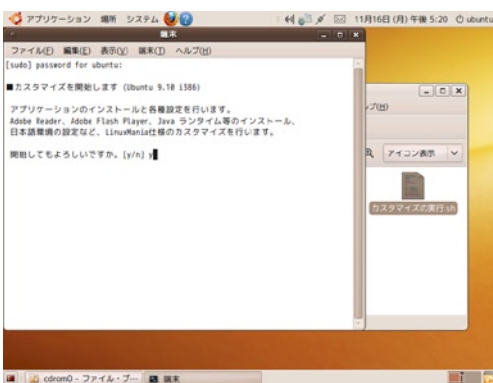 アプリケーション 場所 システム
11月16日 (月) 午後 5:20 ubuntu
端末
ファイル(F) 編集(E) 表示(V) 端末(T) ヘルプ(H)
[sudo] password for ubuntu:
■カスタマイズを開始します (Ubuntu 9.10 i386)
アプリケーションのインストールと各種設定を行います。
Adobe Reader、Adobe Flash Player、Java ランタイム等のインストール、
日本語環境の設定など、LinuxMania仕様のカスタマイズを行います。
開始してもよろしいですか。[y/n] y
プ(H)
アイコン表示
カスタマイズの実行.sh
cdrom0 - ファイル・ブ...
端末